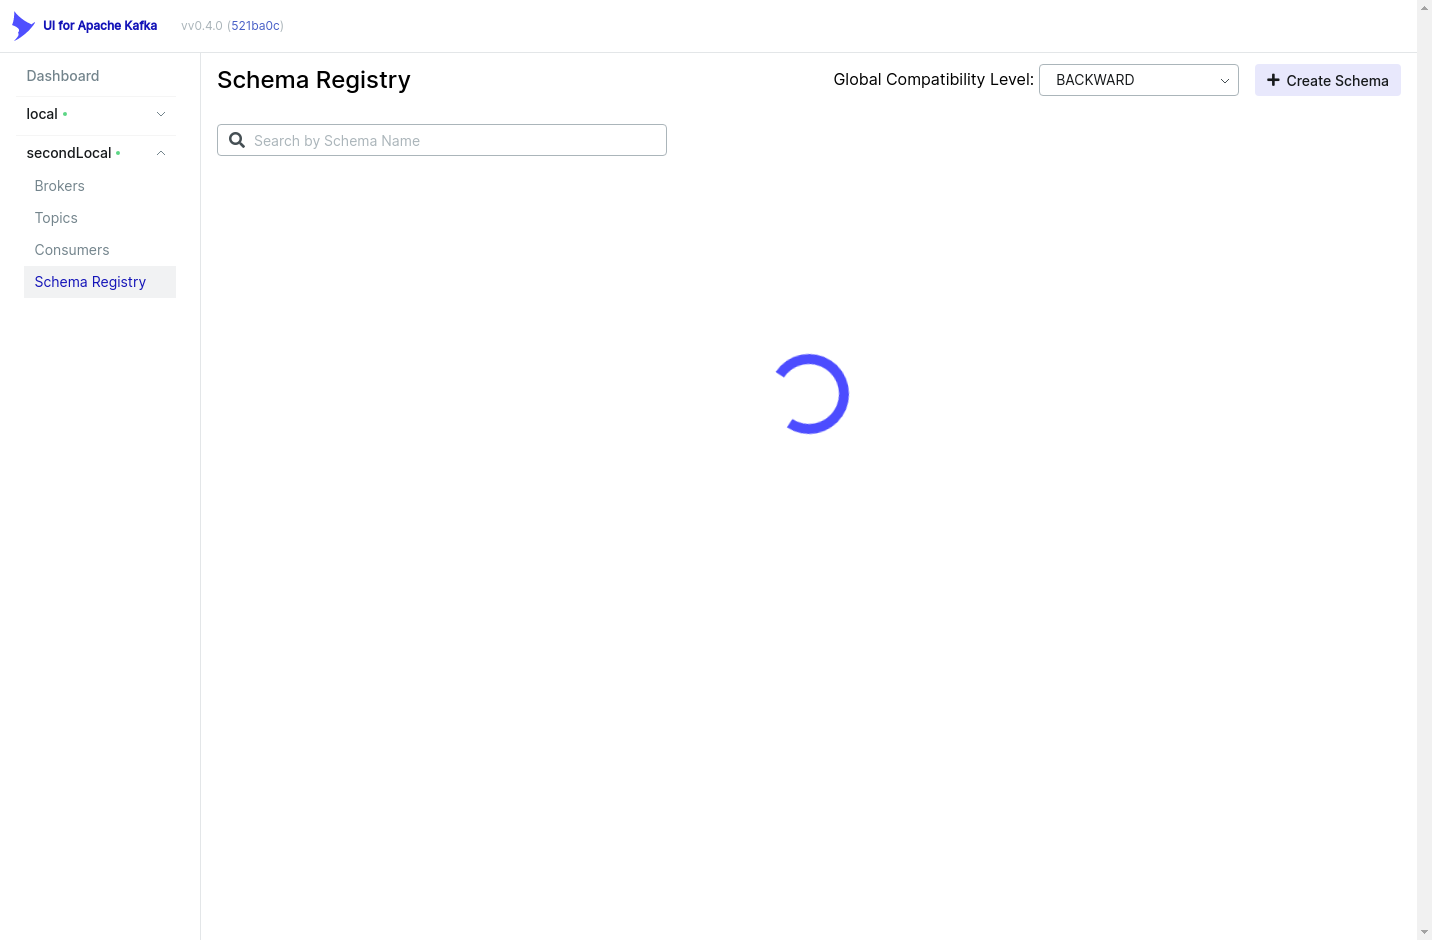 UI for Apache Kafka vv0.4.0 (521ba0c)
Dashboard
local
secondLocal
Brokers
Topics
Consumers
Schema Registry
Schema Registry
Global Compatibility Level: BACKWARD
Create Schema
Search by Schema Name